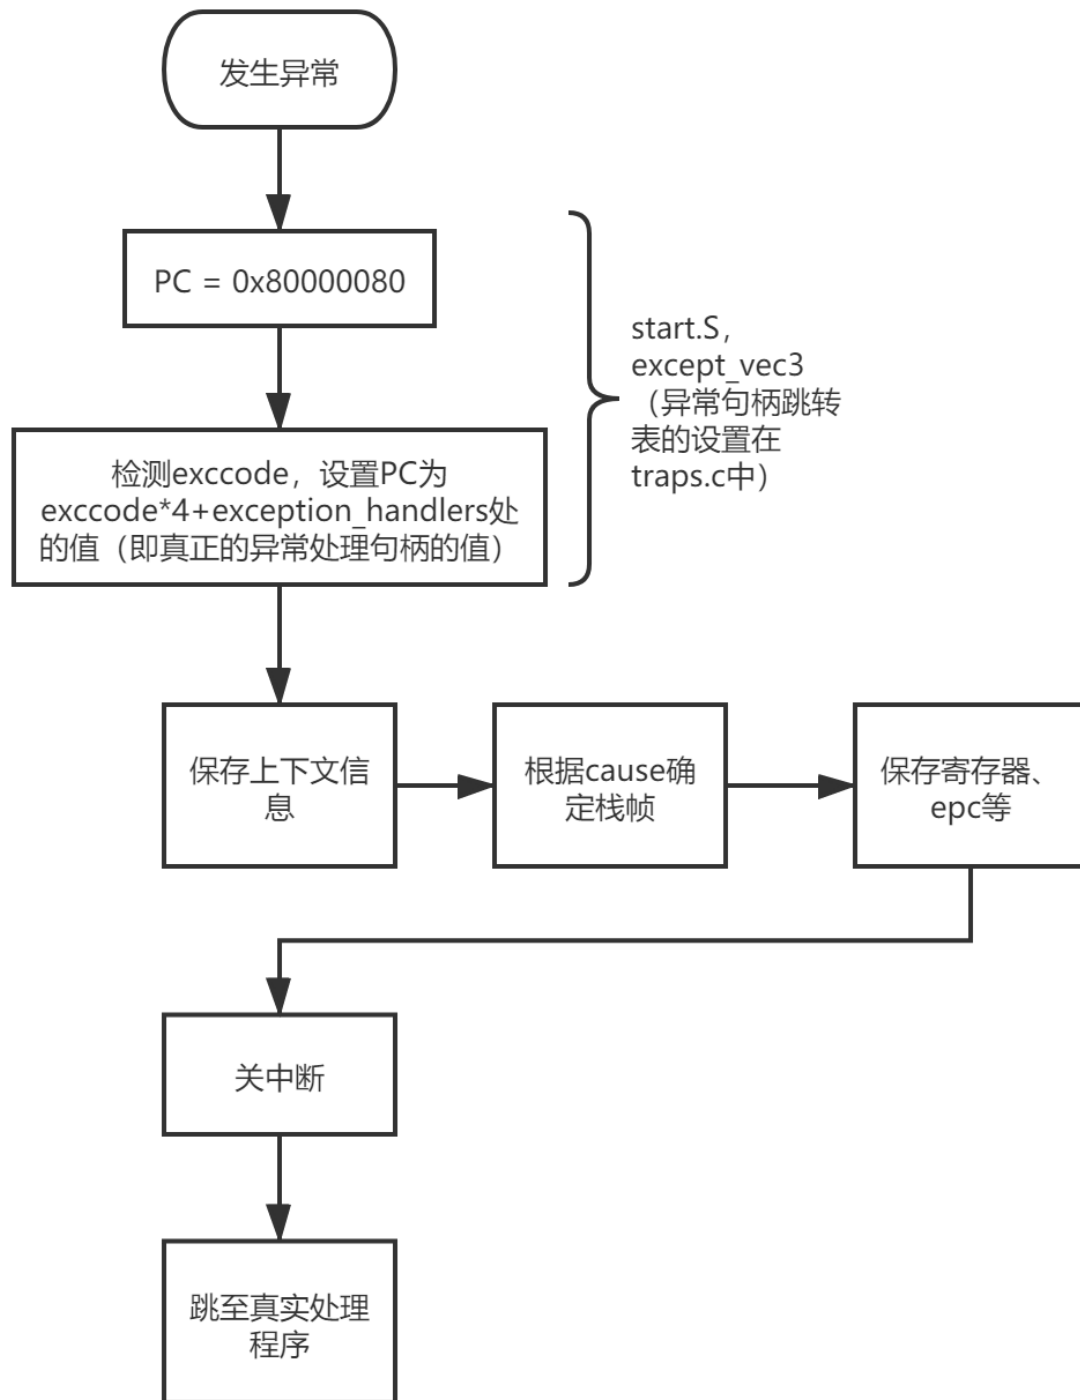 发生异常
PC = 0x80000080
start.S,
except_vec3
（异常句柄跳转
表的设置在
traps.c中）
检测exccode，设置PC为
exccode*4+exception_handlers处
的值（即真正的异常处理句柄的值）
保存上下文信
息
根据cause确
定栈帧
保存寄存器、
epc等
关中断
跳至真实处理
程序